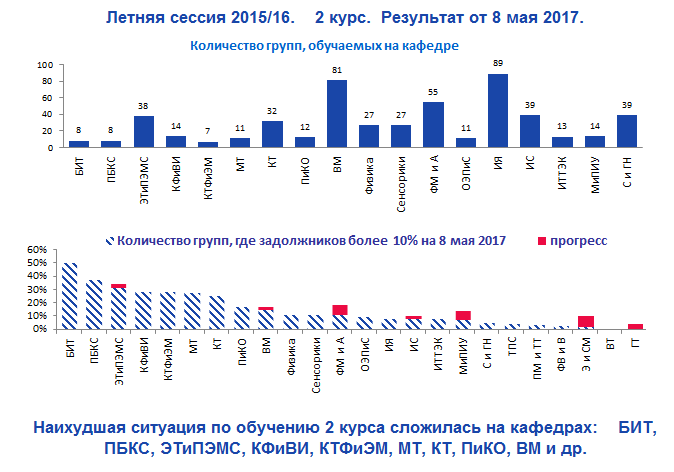 Летняя сессия 2015/16. 2 курс. Результат от 8 мая 2017.
Количество групп, обучаемых на кафедре
100
80
60
40
20
0
8 8 38 14 7 11 32 12 81 27 27 55 11 89 39 13 14 39
БИТ ПБКС ЭТиПЭМС КФиВИ КТФиЭМ МТ КТ ПиКО ВМ Физика Сенсорики ФМ и А ОЭПиС ИЯ ИС ИТТЭК МиПИУ С и ГН
Количество групп, где задолжников более 10% на 8 мая 2017 прогресс
60%
50%
40%
30%
20%
10%
0%
БИТ ПБКС ЭТиПЭМС КФиВИ КТФиЭМ МТ КТ ПиКО ВМ Физика Сенсорики ФМ и А ОЭПиС ИЯ ИС ИТТЭК МиПИУ С и ГН ТПС ПМ и ТТ ФВ и В Э и СМ ВТ ГТ
Наихудшая ситуация по обучению 2 курса сложилась на кафедрах: БИТ,
ПБКС, ЭТиПЭМС, КФиВИ, КТФиЭМ, МТ, КТ, ПиКО, ВМ и др.